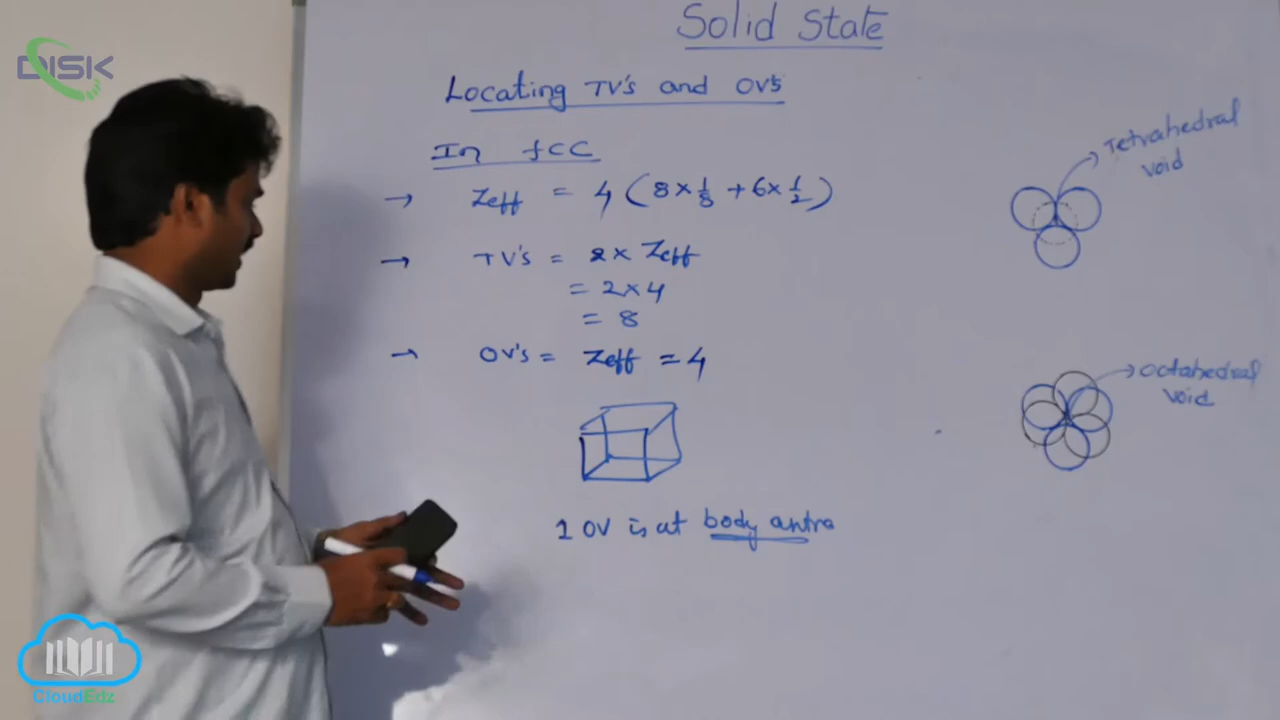 Solid State
DISK
Locating TV's and OV's
In fCC
→ Zeff = 4 (8×1/8 + 6×1/2)
→ TV's = 2× Zeff
= 2×4
= 8
→ OV's = Zeff = 4
1 OV is at body centre
Tetrahedral
void
Octahedral
void
CloudEdz